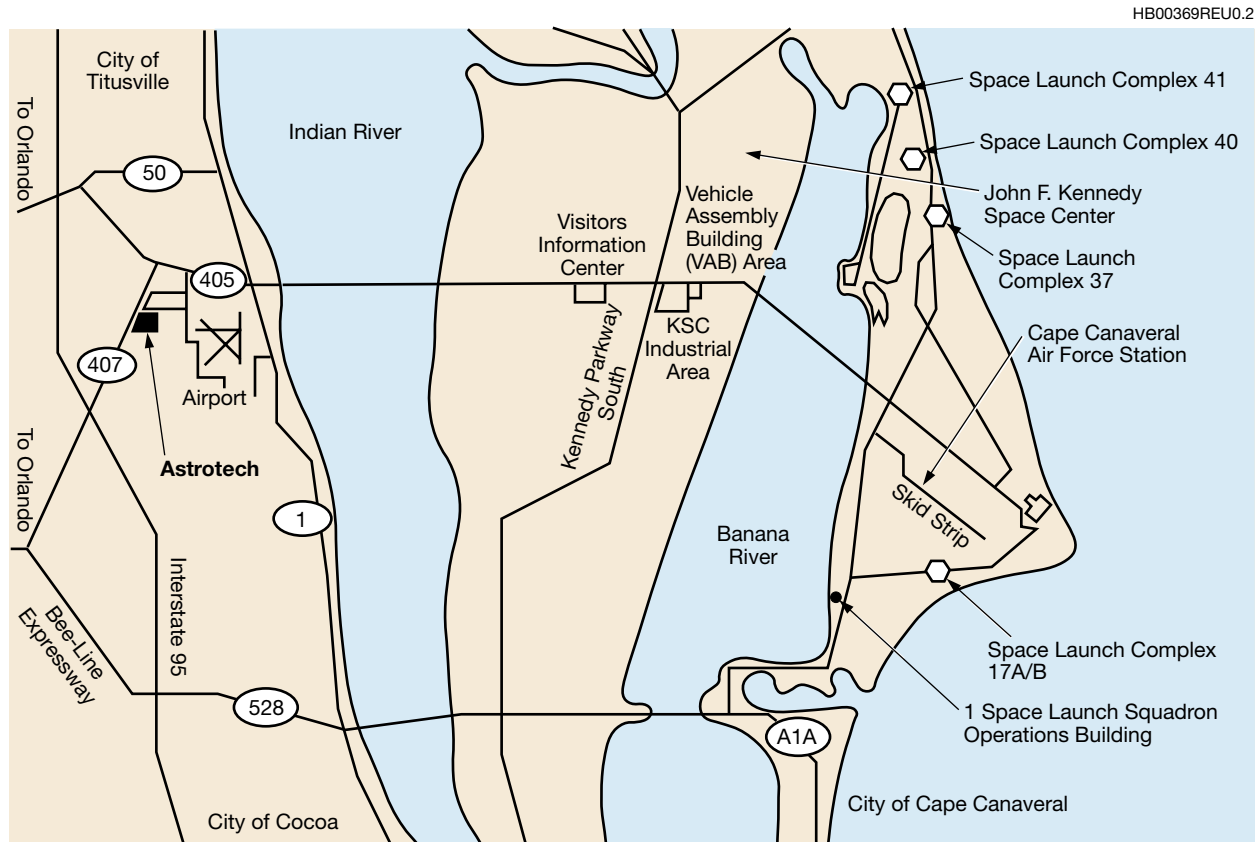 HB00369REU0.2
City of
Titusville
To Orlando
Indian River
50
Space Launch Complex 41
Space Launch Complex 40
John F. Kennedy
Space Center
Vehicle
Assembly
Building
(VAB) Area
Visitors
Information
Center
Space Launch
Complex 37
405
KSC
Industrial
Area
Kennedy Parkway
South
Cape Canaveral
Air Force Station
407
Airport
Astrotech
To Orlando
1
Skid Strip
Banana
River
Interstate 95
Bee-Line
Expressway
Space Launch Complex
17A/B
528
1 Space Launch Squadron
Operations Building
A1A
City of Cape Canaveral
City of Cocoa